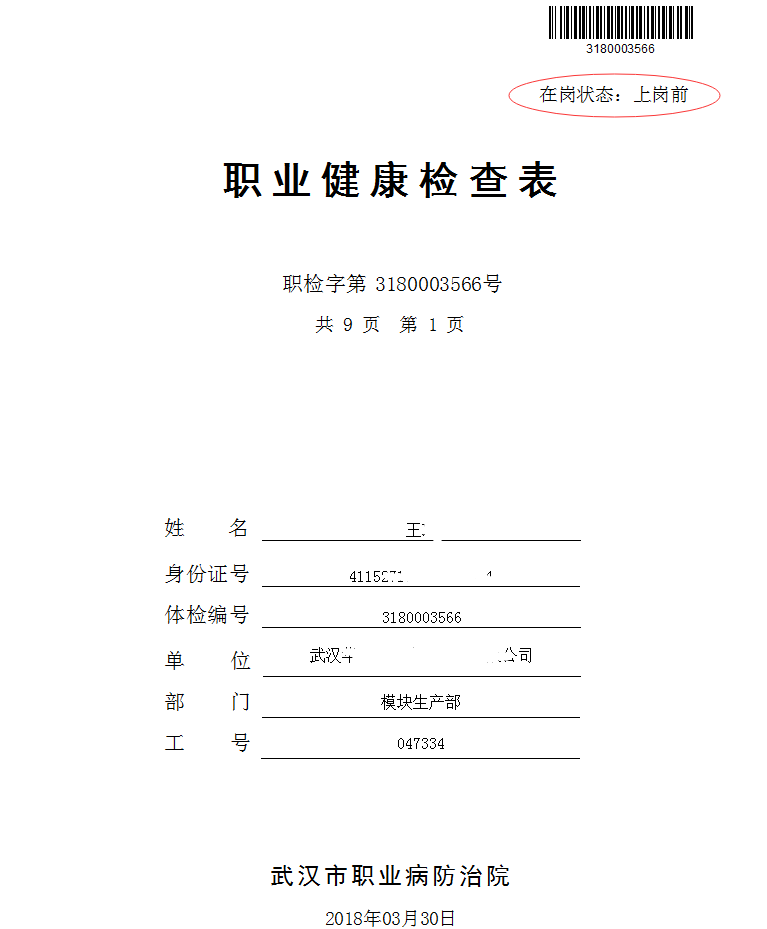 3180003566
在岗状态：上岗前
职业健康检查表
职检字第 3180003566号
共 9 页 第 1 页
姓 名 王
身份证号 411527 4
体检编号 3180003566
单 位 武汉 公司
部 门 模块生产部
工 号 047334
武汉市职业病防治院
2018年03月30日